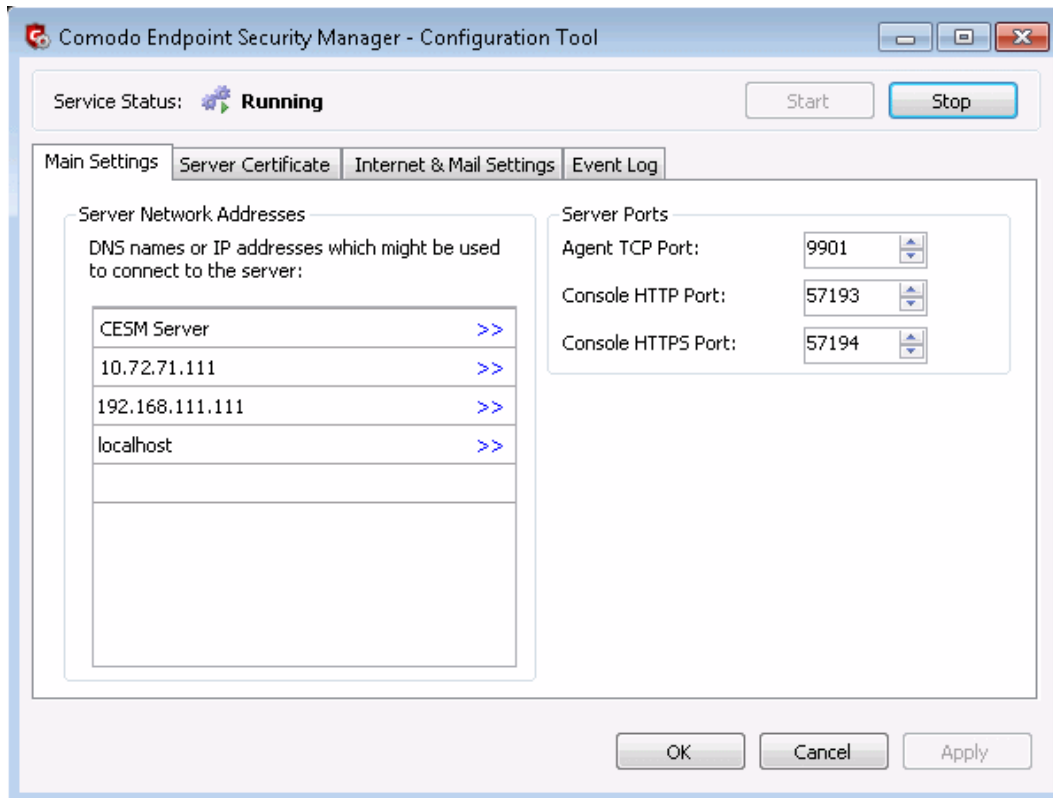 Comodo Endpoint Security Manager - Configuration Tool
Service Status: Running
Start
Stop
Main Settings
Server Certificate
Internet & Mail Settings
Event Log
Server Network Addresses
DNS names or IP addresses which might be used
to connect to the server:
CESM Server >>
10.72.71.111 >>
192.168.111.111 >>
localhost >>
Server Ports
Agent TCP Port: 9901
Console HTTP Port: 57193
Console HTTPS Port: 57194
OK
Cancel
Apply